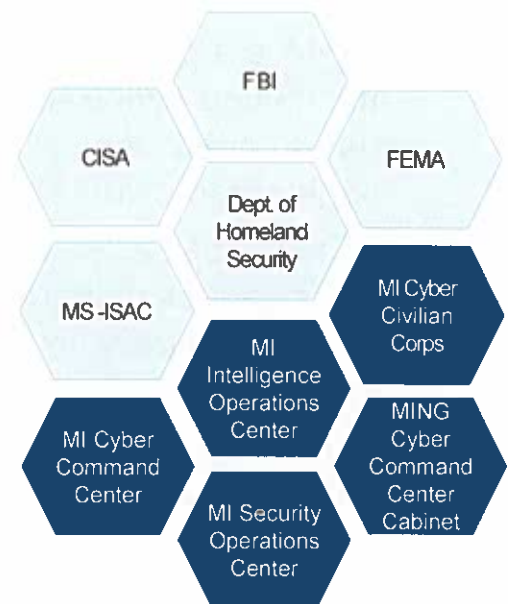 FBI
CISA
FEMA
Dept. of
Homeland
Security
MS-ISAC
MI Cyber
Civilian
Corps
MI
Intelligence
Operations
Center
MI Cyber
Command
Center
MING
Cyber
Command
Center
Cabinet
MI Security
Operations
Center